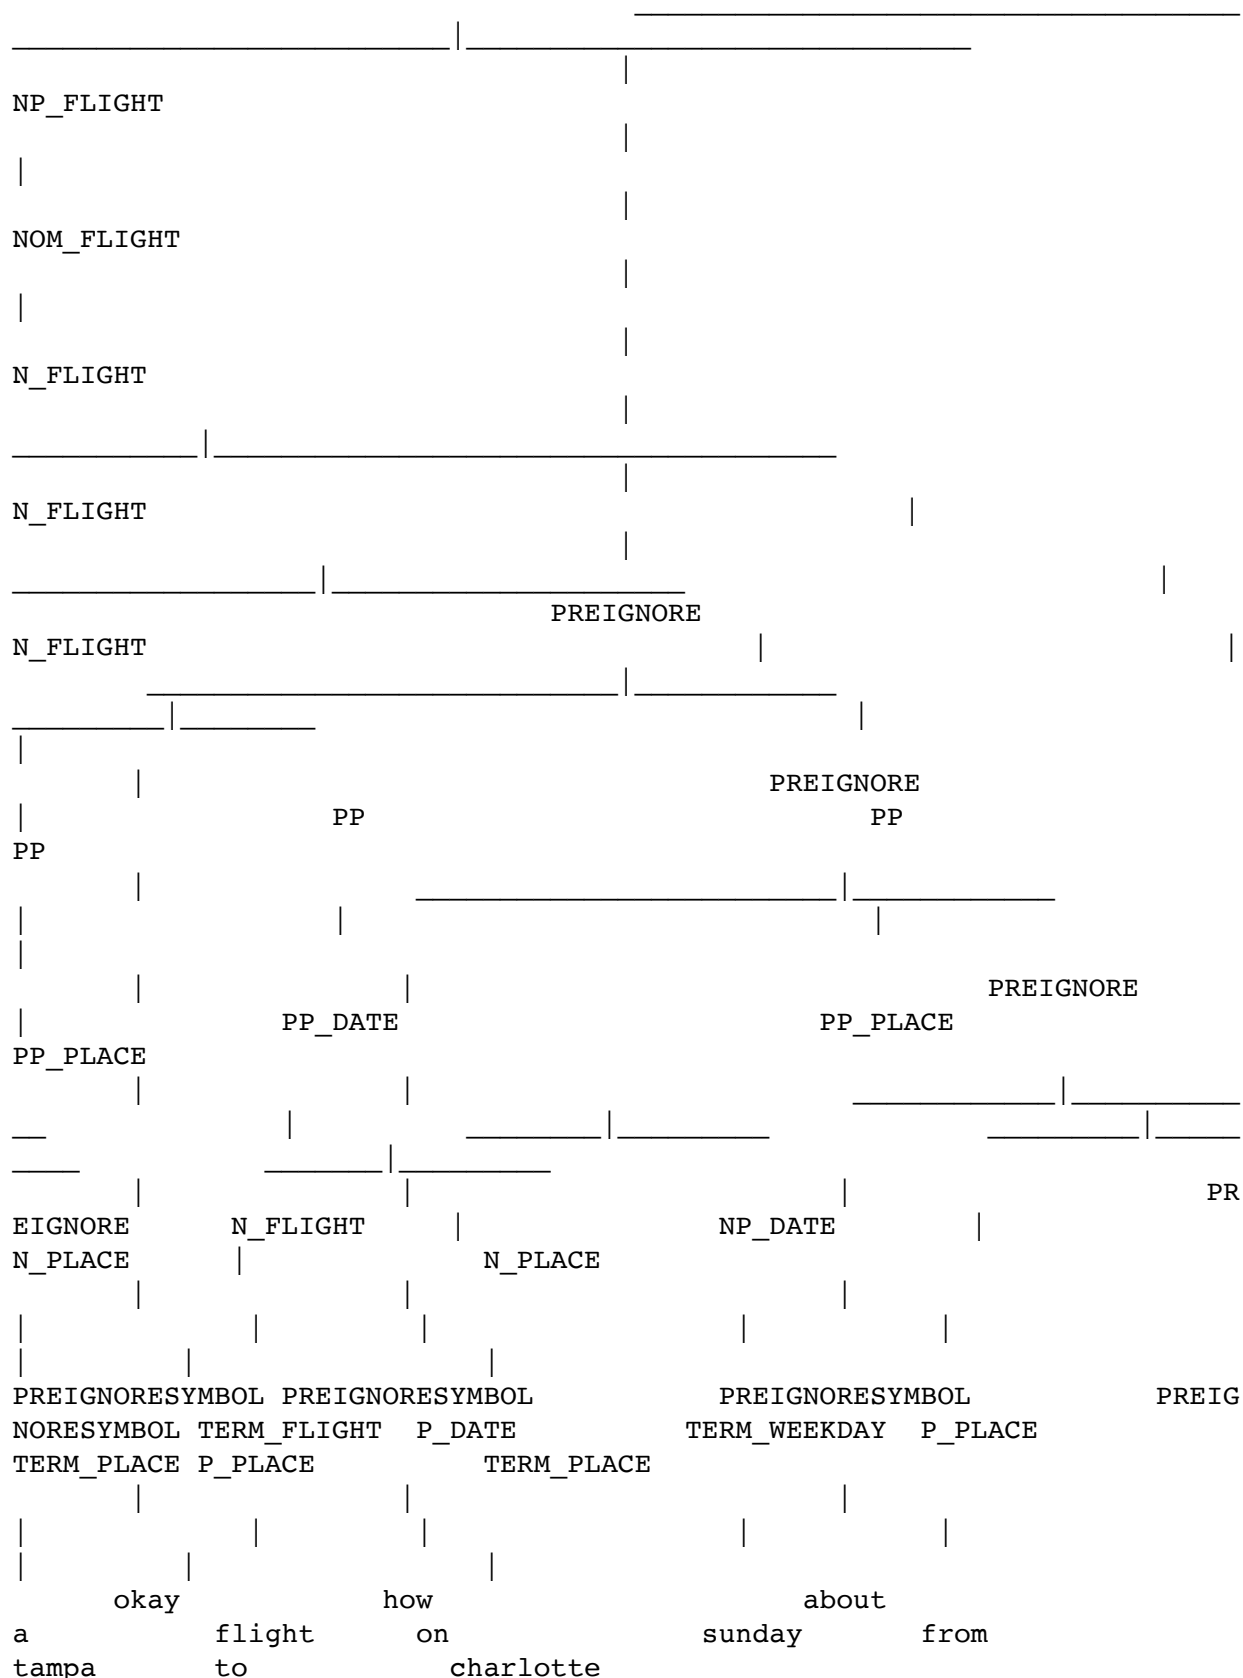 NP_FLIGHT
NOM_FLIGHT
N_FLIGHT
N_FLIGHT
PREIGNORE
N_FLIGHT
PREIGNORE
PP PP
PP
PREIGNORE
PP_DATE PP_PLACE
PP_PLACE
PR
EIGNORE N_FLIGHT NP_DATE
N_PLACE N_PLACE
PREIGNORESYMBOL PREIGNORESYMBOL PREIGNORESYMBOL PREIG
NORESYMBOL TERM_FLIGHT P_DATE TERM_WEEKDAY P_PLACE
TERM_PLACE P_PLACE TERM_PLACE
okay how about
a flight on sunday from
tampa to charlotte